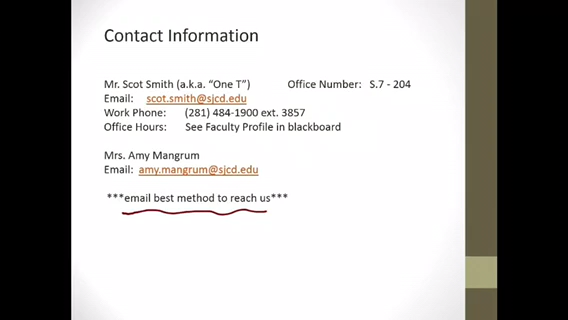 Contact Information
Mr. Scot Smith (a.k.a. “One T”) Office Number: S.7 - 204
Email: scot.smith@sjcd.edu
Work Phone: (281) 484-1900 ext. 3857
Office Hours: See Faculty Profile in blackboard
Mrs. Amy Mangrum
Email: amy.mangrum@sjcd.edu
***email best method to reach us***